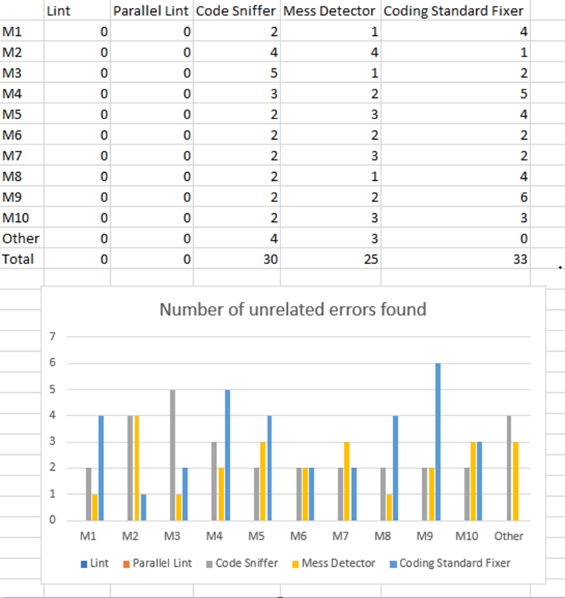 Lint Parallel Lint Code Sniffer Mess Detector Coding Standard Fixer
M1 0 0 2 1 4
M2 0 0 4 4 1
M3 0 0 5 1 2
M4 0 0 3 2 5
M5 0 0 2 3 4
M6 0 0 2 2 2
M7 0 0 2 3 2
M8 0 0 2 1 4
M9 0 0 2 2 6
M10 0 0 2 3 3
Other 0 0 4 3 0
Total 0 0 30 25 33
Number of unrelated errors found
7
6
5
4
3
2
1
0
M1 M2 M3 M4 M5 M6 M7 M8 M9 M10 Other
Lint Parallel Lint Code Sniffer Mess Detector Coding Standard Fixer